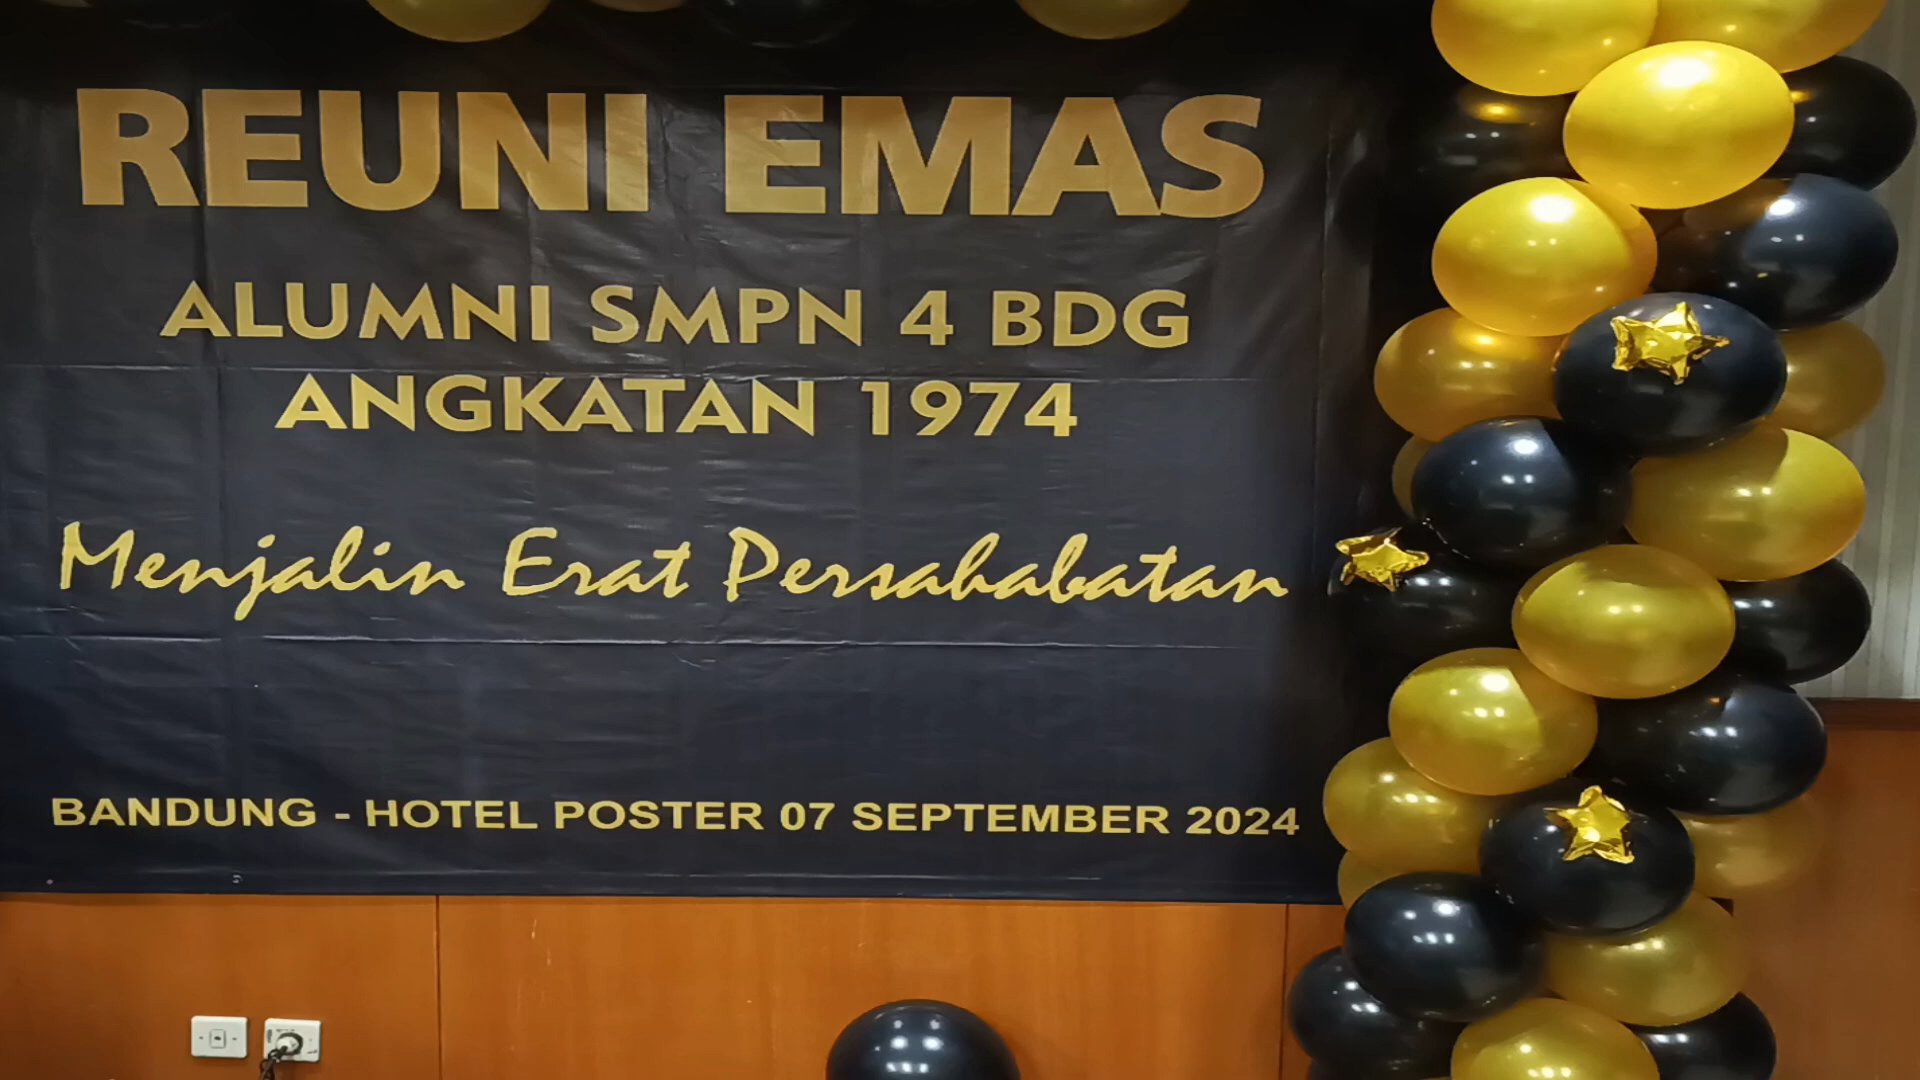 REUNI EMAS
ALUMNI SMPN 4 BDG
ANGKATAN 1974
Menjalin Erat Persahabatan
BANDUNG - HOTEL POSTER 07 SEPTEMBER 2024